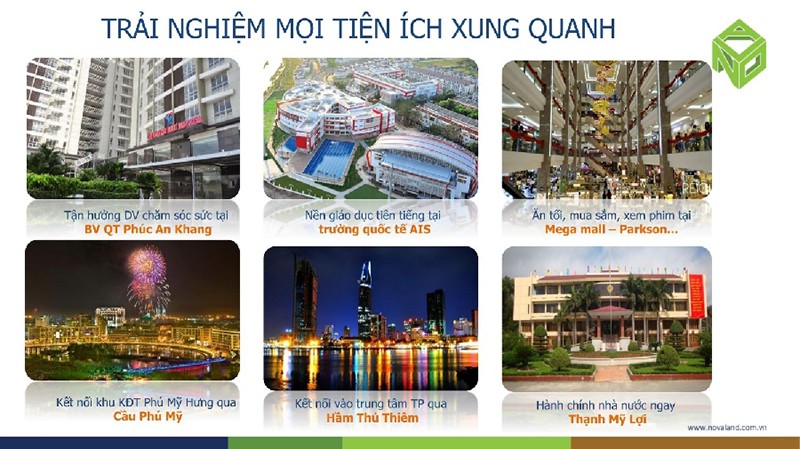 TRẢI NGHIỆM MỌI TIỆN ÍCH XUNG QUANH
Tận hưởng DV chăm sóc sức tại
BV QT Phúc An Khang
Nền giáo dục tiên tiếng tại
trường quốc tế AIS
Ăn tối, mua sắm, xem phim tại
Mega mall – Parkson...
Kết nối khu KĐT Phú Mỹ Hưng qua
Cầu Phú Mỹ
Kết nối vào trung tâm TP qua
Hầm Thủ Thiêm
Hành chính nhà nước ngay
Thạnh Mỹ Lợi
www.novaland.com.vn